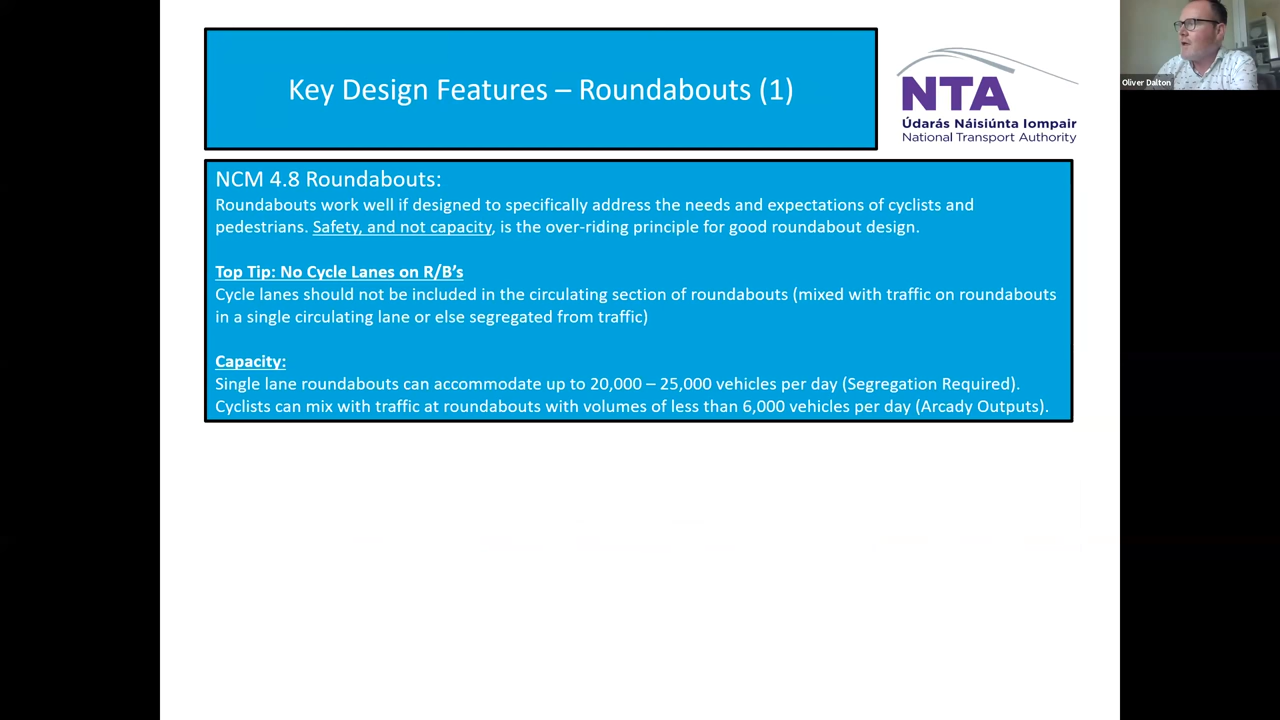 Key Design Features – Roundabouts (1)
NTA
Údarás Náisiúnta Iompair
National Transport Authority
Oliver Dalton
NCM 4.8 Roundabouts:
Roundabouts work well if designed to specifically address the needs and expectations of cyclists and
pedestrians. Safety, and not capacity, is the over-riding principle for good roundabout design.
Top Tip: No Cycle Lanes on R/B's
Cycle lanes should not be included in the circulating section of roundabouts (mixed with traffic on roundabouts
in a single circulating lane or else segregated from traffic)
Capacity:
Single lane roundabouts can accommodate up to 20,000 – 25,000 vehicles per day (Segregation Required).
Cyclists can mix with traffic at roundabouts with volumes of less than 6,000 vehicles per day (Arcady Outputs).